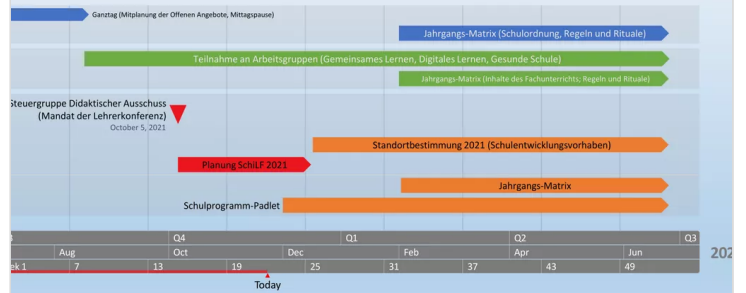 Ganztag (Mitplanung der Offenen Angebote, Mittagspause)
Jahrgangs-Matrix (Schulordnung, Regeln und Rituale)
Teilnahme an Arbeitsgruppen (Gemeinsames Lernen, Digitales Lernen, Gesunde Schule)
Jahrgangs-Matrix (Inhalte des Fachunterrichts, Regeln und Rituale)
Steuergruppe Didaktischer Ausschuss
(Mandat der Lehrerkonferenz)
October 5, 2021
Standortbestimmung 2021 (Schulentwicklungsvorhaben)
Planung SchiLF 2021
Jahrgangs-Matrix
Schulprogramm-Padlet
Q4 Q1 Q2 Q3
Aug Oct Dec Feb Apr Jun
ek 1 7 13 19 25 31 37 43 49
202
Today